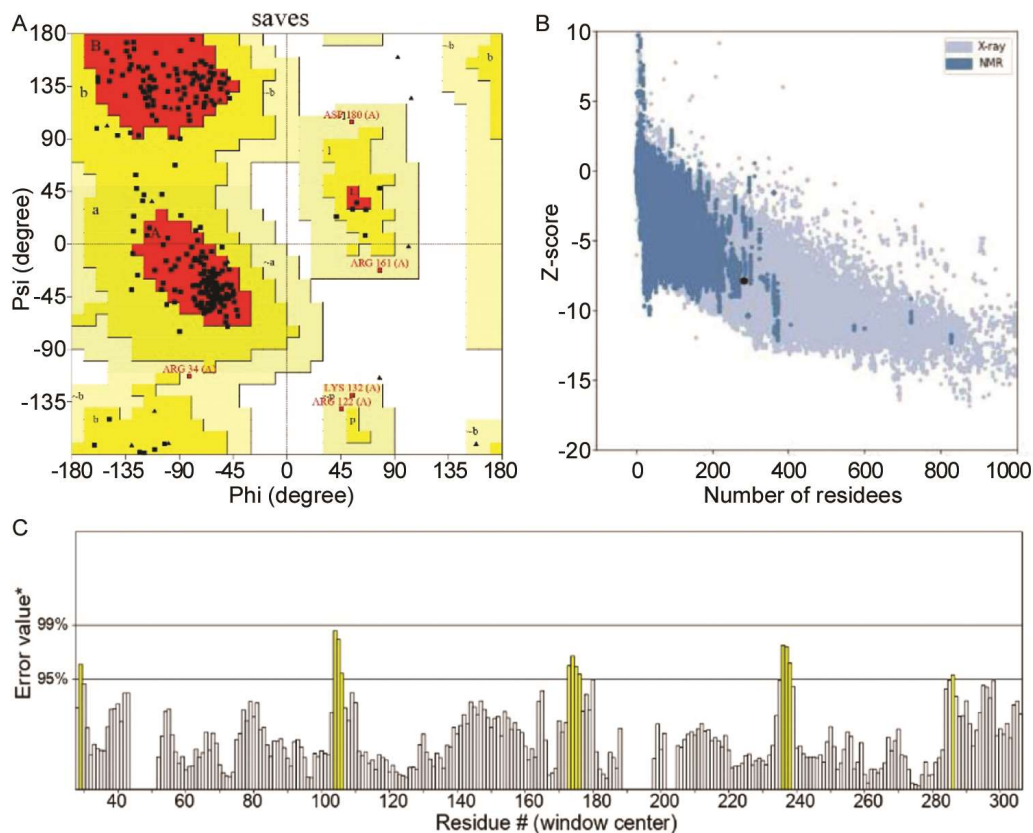 A
saves
180
135
90
45
0
-45
-90
-135
-180
-180 -135 -90 -45 0 45 90 135 180
Psi (degree)
Phi (degree)
B
~b
b
b
~b
ASP 180 (A)
l
a
L
A
~a
ARG 161 (A)
ARG 34 (A)
LYS 132 (A)
~p
ARG 122 (A)
~b
b
p
~b
B
X-ray
NMR
10
5
0
-5
-10
-15
-20
0 200 400 600 800 1000
Z-score
Number of residees
C
99%
95%
Error value*
40 60 80 100 120 140 160 180 200 220 240 260 280 300
Residue # (window center)